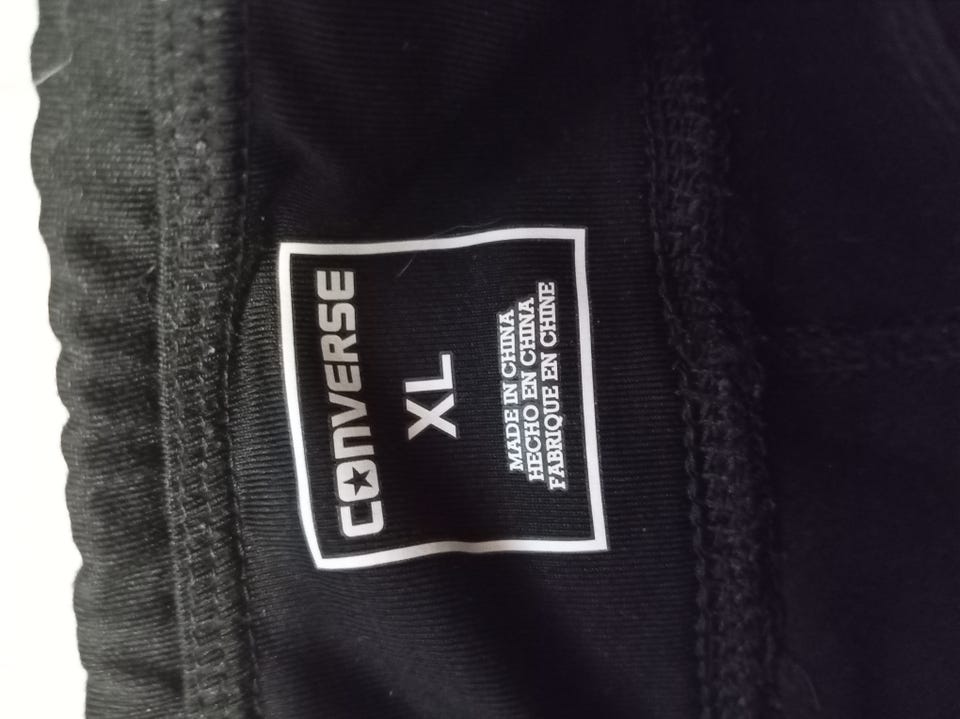 CONVERSE
XL
MADE IN CHINA
HECHO EN CHINA
FABRIQUE EN CHINE